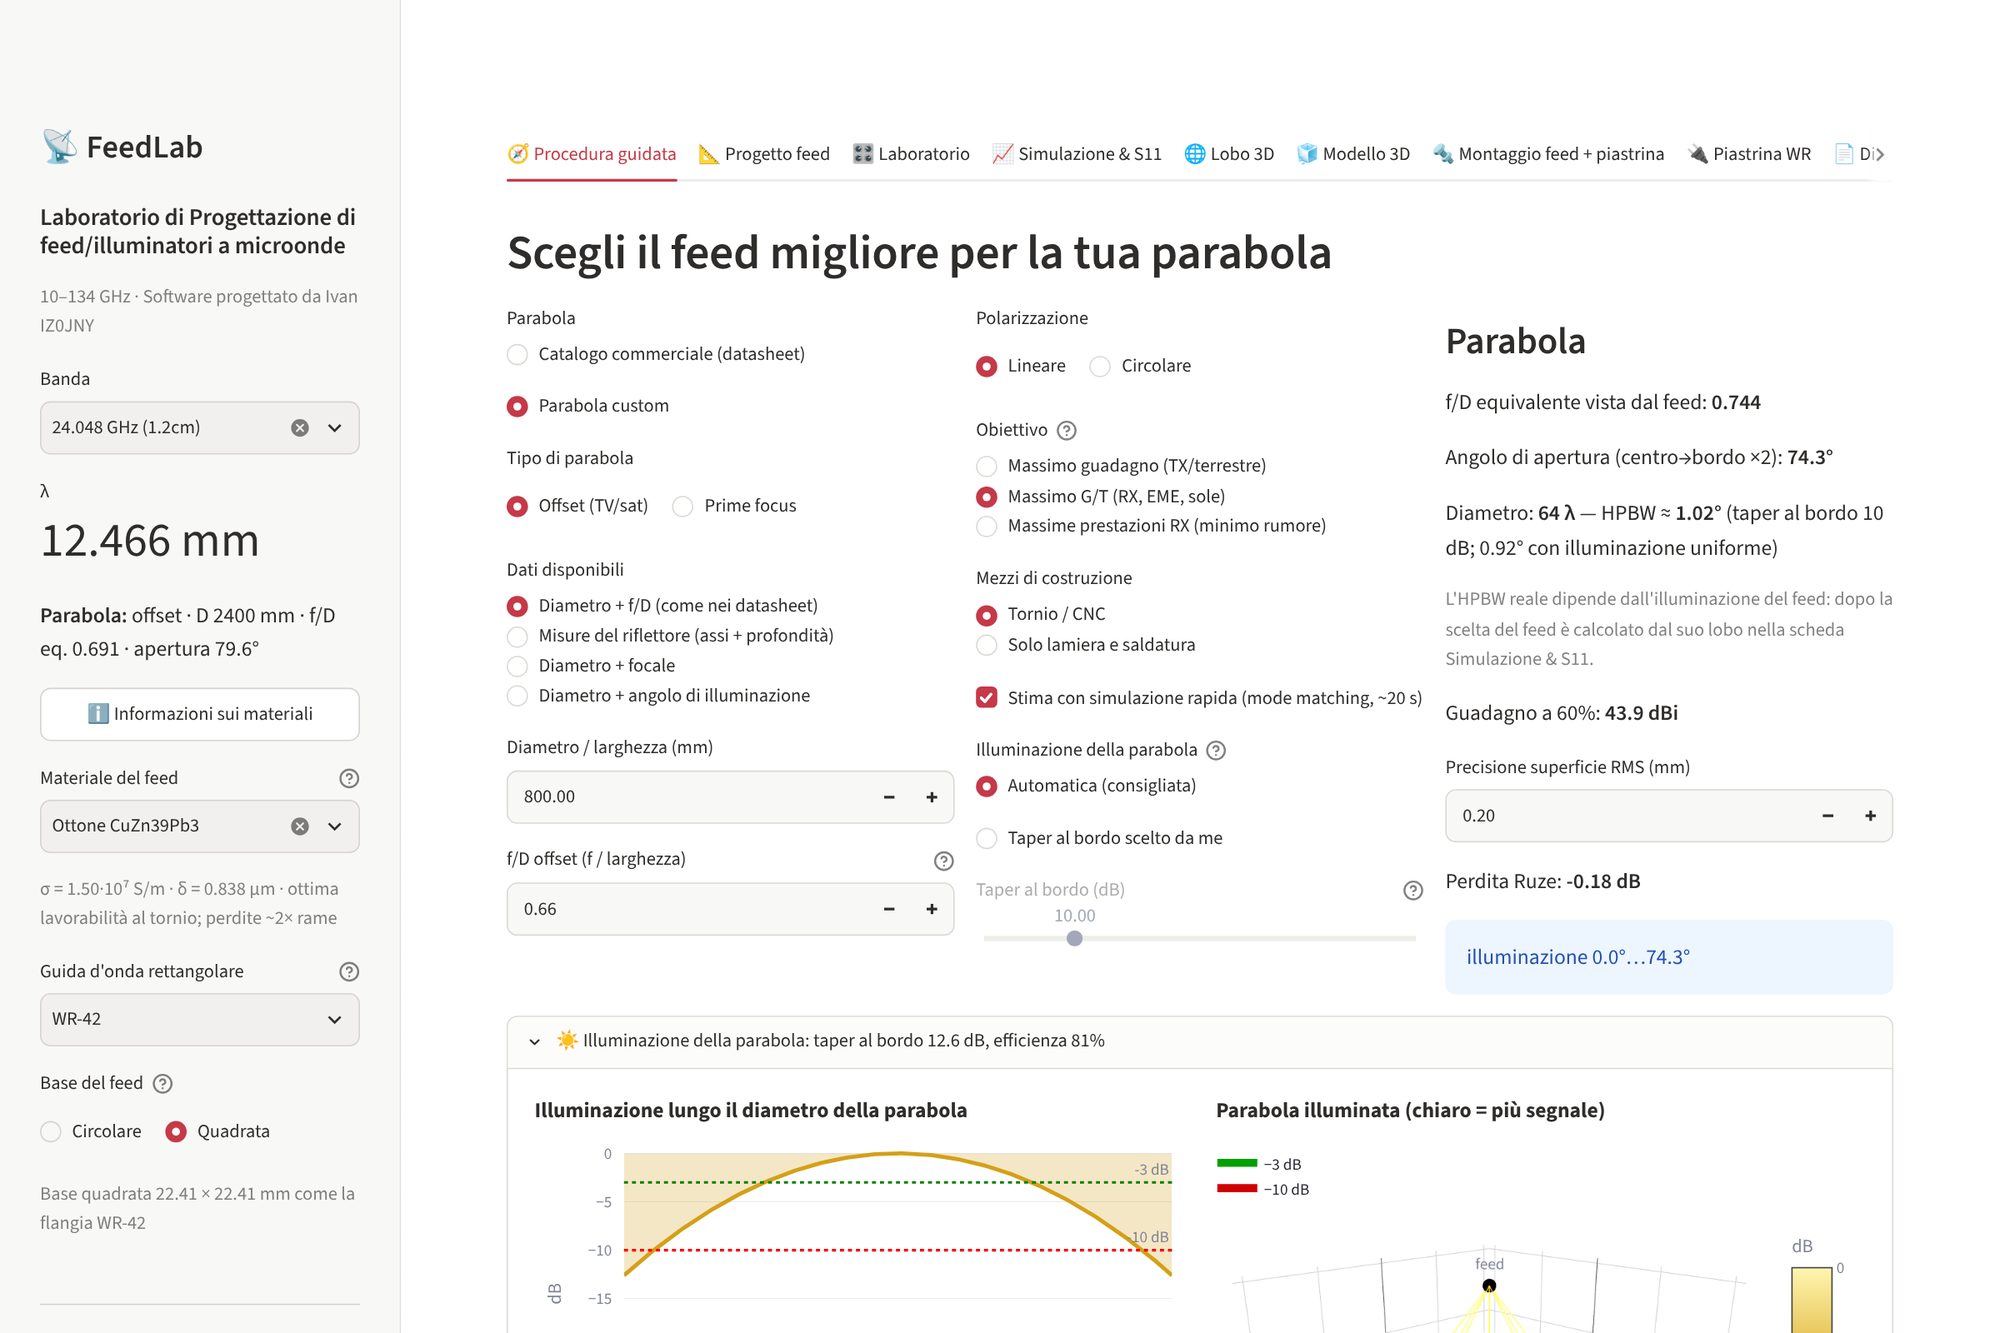 📡 FeedLab
Laboratorio di Progettazione di
feed/illuminatori a microonde
10–134 GHz · Software progettato da Ivan
IZ0JNY
Banda
24.048 GHz (1.2cm)
λ
12.466 mm
Parabola: offset · D 2400 mm · f/D
eq. 0.691 · apertura 79.6°
ℹ️ Informazioni sui materiali
Materiale del feed
Ottone CuZn39Pb3
σ = 1.50·10⁷ S/m · δ = 0.838 µm · ottima
lavorabilità al tornio; perdite ~2× rame
Guida d'onda rettangolare
WR-42
Base del feed
Circolare
Quadrata
Base quadrata 22.41 × 22.41 mm come la
flangia WR-42
🧭 Procedura guidata
📐 Progetto feed
🎛️ Laboratorio
📈 Simulazione & S11
🌐 Lobo 3D
🧊 Modello 3D
🔩 Montaggio feed + piastrina
🔌 Piastrina WR
Scegli il feed migliore per la tua parabola
Parabola
Catalogo commerciale (datasheet)
Parabola custom
Tipo di parabola
Offset (TV/sat)
Prime focus
Dati disponibili
Diametro + f/D (come nei datasheet)
Misure del riflettore (assi + profondità)
Diametro + focale
Diametro + angolo di illuminazione
Diametro / larghezza (mm)
800.00
f/D offset (f / larghezza)
0.66
Polarizzazione
Lineare
Circolare
Obiettivo
Massimo guadagno (TX/terrestre)
Massimo G/T (RX, EME, sole)
Massime prestazioni RX (minimo rumore)
Mezzi di costruzione
Tornio / CNC
Solo lamiera e saldatura
Stima con simulazione rapida (mode matching, ~20 s)
Illuminazione della parabola
Automatica (consigliata)
Taper al bordo scelto da me
Taper al bordo (dB)
10.00
Parabola
f/D equivalente vista dal feed: 0.744
Angolo di apertura (centro→bordo ×2): 74.3°
Diametro: 64 λ — HPBW ≈ 1.02° (taper al bordo 10
dB; 0.92° con illuminazione uniforme)
L'HPBW reale dipende dall'illuminazione del feed: dopo la
scelta del feed è calcolato dal suo lobo nella scheda
Simulazione & S11.
Guadagno a 60%: 43.9 dBi
Precisione superficie RMS (mm)
0.20
Perdita Ruze: -0.18 dB
illuminazione 0.0°…74.3°
☀️ Illuminazione della parabola: taper al bordo 12.6 dB, efficienza 81%
Illuminazione lungo il diametro della parabola
0
−5
−10
−15
dB
-3 dB
-10 dB
Parabola illuminata (chiaro = più segnale)
−3 dB
−10 dB
feed
dB
0